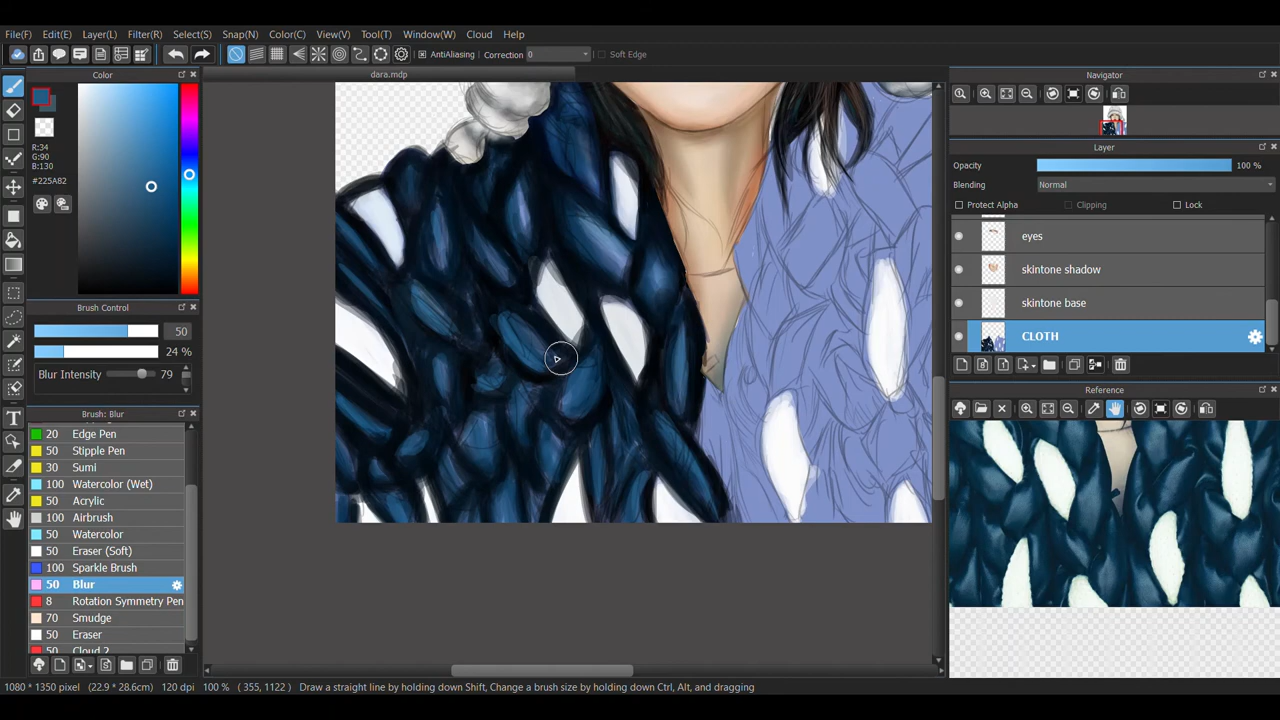 File(F) Edit(E) Layer(L) Filter(R) Select(S) Snap(N) Color(C) View(V) Tool(T) Window(W) Cloud Help
AntiAliasing Correction 0 Soft Edge
Color
R:34
G:90
B:130
#225A82
Brush Control
50
24 %
Blur Intensity 79
Brush: Blur
20 Edge Pen
50 Stipple Pen
30 Sumi
100 Watercolor (Wet)
50 Acrylic
100 Airbrush
100 Watercolor
50 Eraser (Soft)
100 Sparkle Brush
50 Blur
8 Rotation Symmetry Pen
70 Smudge
50 Eraser
50 Cloud 2
dara.mdp
Navigator
Layer
Opacity 100 %
Blending Normal
Protect Alpha Clipping Lock
eyes
skintone shadow
skintone base
CLOTH
Reference
1080 * 1350 pixel (22.9 * 28.6cm) 120 dpi 100 % ( 355, 1122 ) Draw a straight line by holding down Shift, Change a brush size by holding down Ctrl, Alt, and dragging